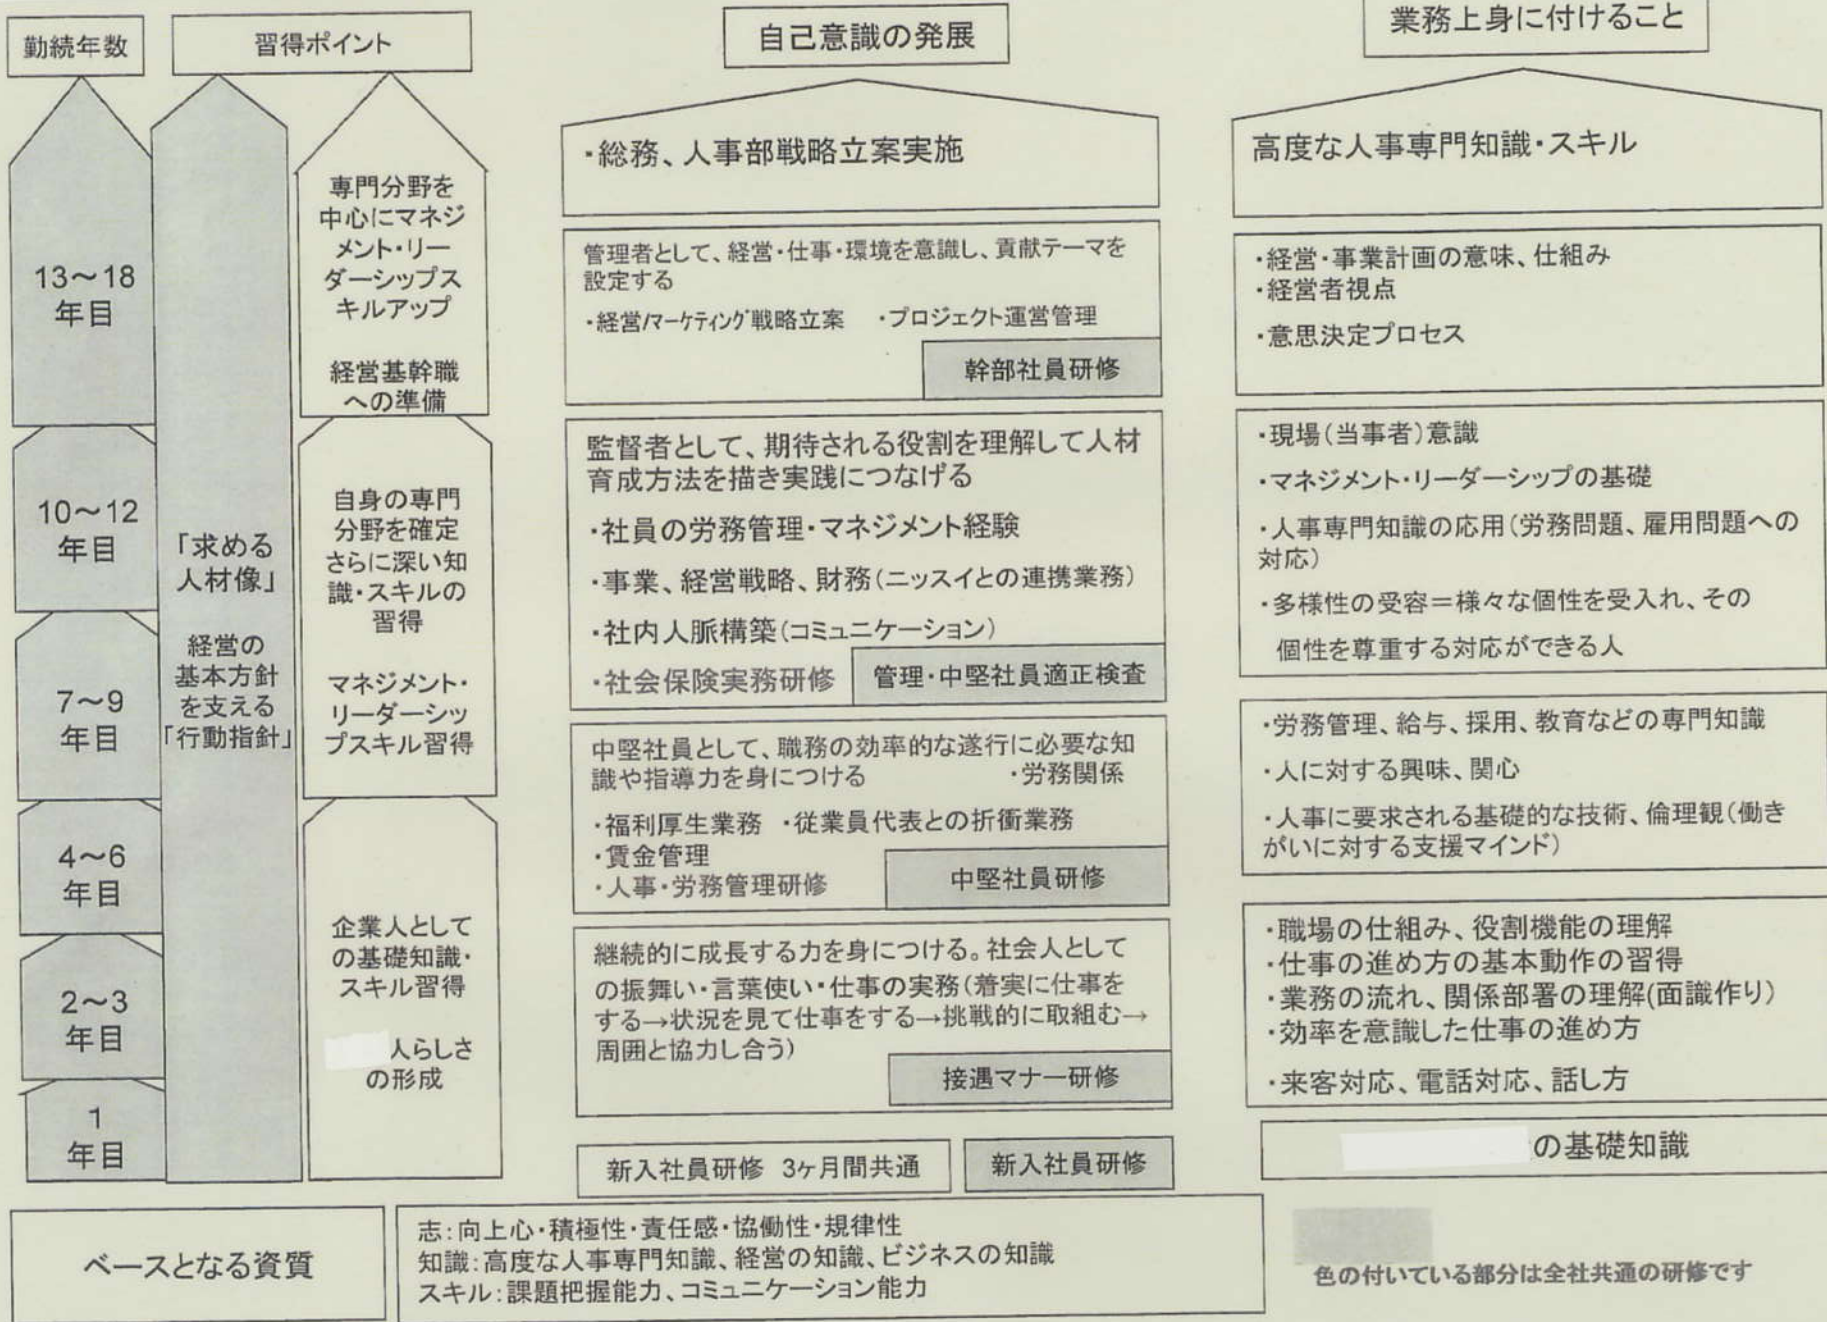 勤続年数
習得ポイント
自己意識の発展
業務上身に付けること
13～18
年目
10～12
年目
7～9
年目
4～6
年目
2～3
年目
1
年目
「求める
人材像」
経営の
基本方針
を支える
「行動指針」
専門分野を
中心にマネジ
メント・リー
ダーシップス
キルアップ
経営基幹職
への準備
自身の専門
分野を確定
さらに深い知
識・スキルの
習得
マネジメント・
リーダーシッ
プスキル習得
企業人として
の基礎知識・
スキル習得
人らしさ
の形成
・総務、人事部戦略立案実施
管理者として、経営・仕事・環境を意識し、貢献テーマを
設定する
・経営/マーケティング戦略立案　・プロジェクト運営管理
幹部社員研修
監督者として、期待される役割を理解して人材
育成方法を描き実践につなげる
・社員の労務管理・マネジメント経験
・事業、経営戦略、財務(ニッスイとの連携業務)
・社内人脈構築(コミュニケーション)
・社会保険実務研修
管理・中堅社員適正検査
中堅社員として、職務の効率的な遂行に必要な知
識や指導力を身につける　・労務関係
・福利厚生業務　・従業員代表との折衝業務
・賃金管理
・人事・労務管理研修
中堅社員研修
継続的に成長する力を身につける。社会人として
の振舞い・言葉使い・仕事の実務(着実に仕事を
する→状況を見て仕事をする→挑戦的に取組む→
周囲と協力し合う)
接遇マナー研修
新入社員研修 3ヶ月間共通
新入社員研修
高度な人事専門知識・スキル
・経営・事業計画の意味、仕組み
・経営者視点
・意思決定プロセス
・現場(当事者)意識
・マネジメント・リーダーシップの基礎
・人事専門知識の応用(労務問題、雇用問題への
対応)
・多様性の受容＝様々な個性を受入れ、その
個性を尊重する対応ができる人
・労務管理、給与、採用、教育などの専門知識
・人に対する興味、関心
・人事に要求される基礎的な技術、倫理観(働き
がいに対する支援マインド)
・職場の仕組み、役割機能の理解
・仕事の進め方の基本動作の習得
・業務の流れ、関係部署の理解(面識作り)
・効率を意識した仕事の進め方
・来客対応、電話対応、話し方
の基礎知識
ベースとなる資質
志:向上心・積極性・責任感・協働性・規律性
知識:高度な人事専門知識、経営の知識、ビジネスの知識
スキル:課題把握能力、コミュニケーション能力
色の付いている部分は全社共通の研修です